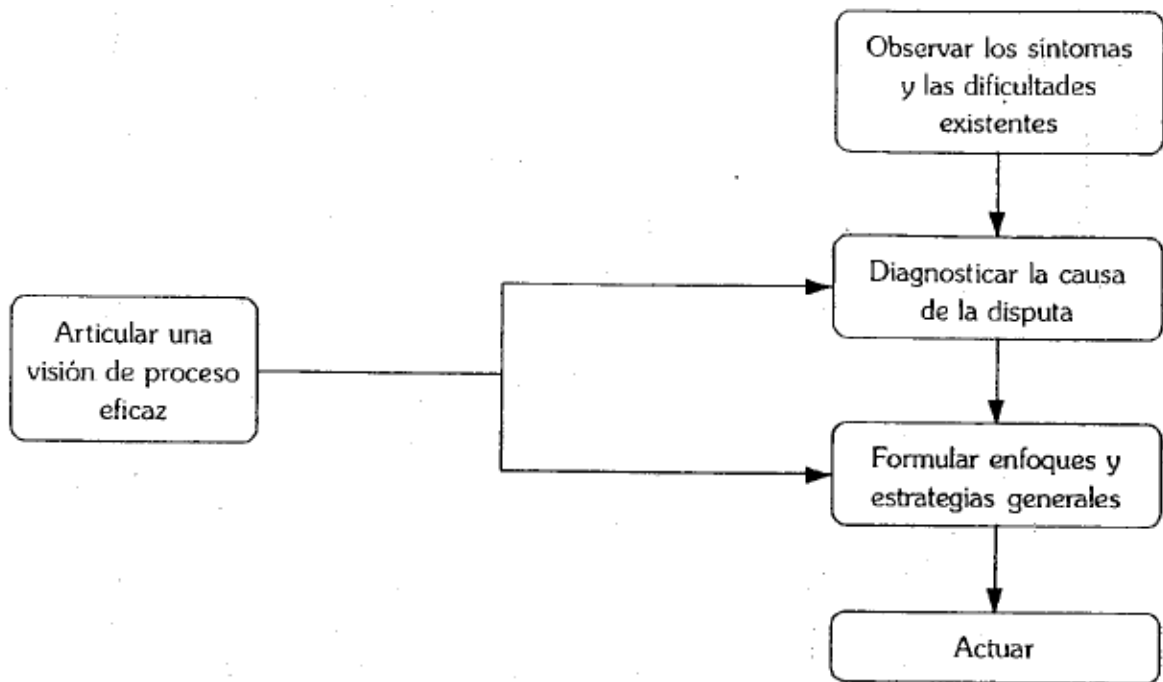 Observar los síntomas
y las dificultades
existentes
Diagnosticar la causa
de la disputa
Articular una
visión de proceso
eficaz
Formular enfoques y
estrategias generales
Actuar